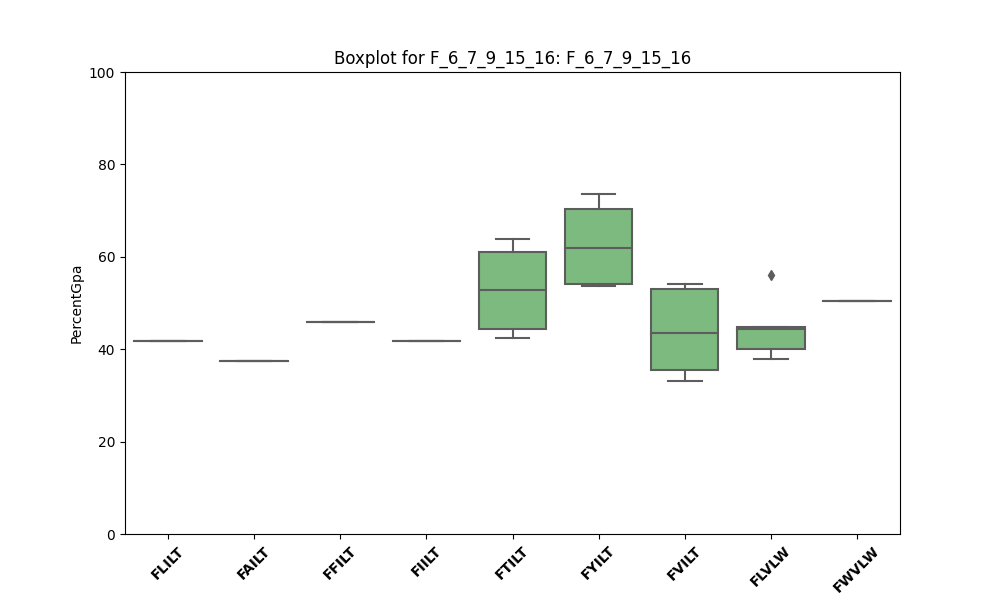 Boxplot for F_6_7_9_15_16: F_6_7_9_15_16
PercentGpa
100
80
60
40
20
0
FLILT
FAILT
FFILT
FIILT
FTILT
FYILT
FVILT
FLVLW
FWVLW